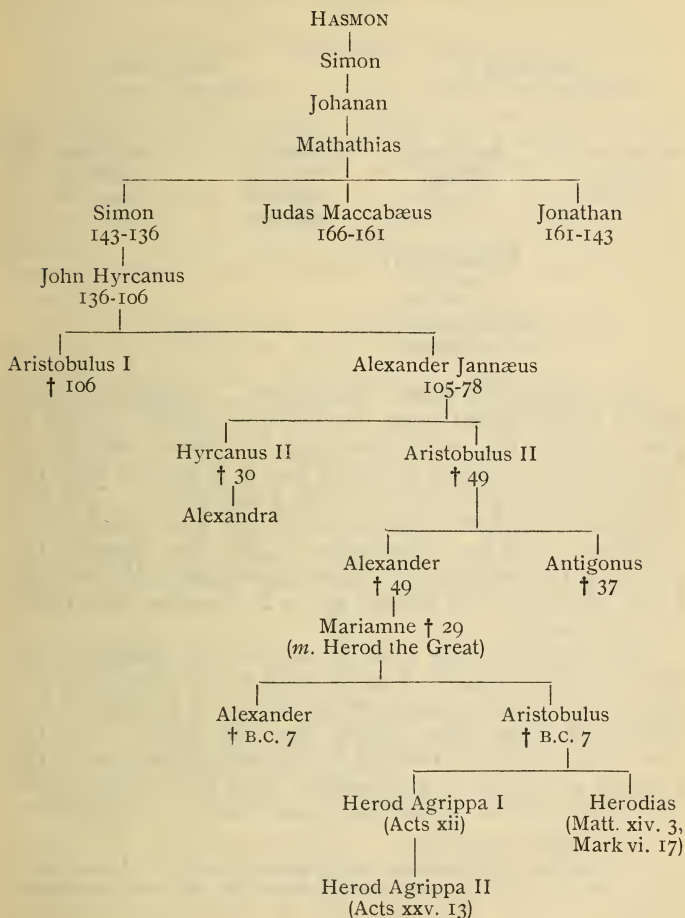 HASMON
Simon
Johanan
Mathathias
Simon Judas Maccabæus Jonathan
143-136 166-161 161-143
John Hyrcanus
136-106
Aristobulus I Alexander Jannæus
† 106 105-78
Hyrcanus II Aristobulus II
† 30 † 49
Alexandra
Alexander Antigonus
† 49 † 37
Mariamne † 29
(m. Herod the Great)
Alexander Aristobulus
† B.C. 7 † B.C. 7
Herod Agrippa I Herodias
(Acts xii) (Matt. xiv. 3,
Mark vi. 17)
Herod Agrippa II
(Acts xxv. 13)